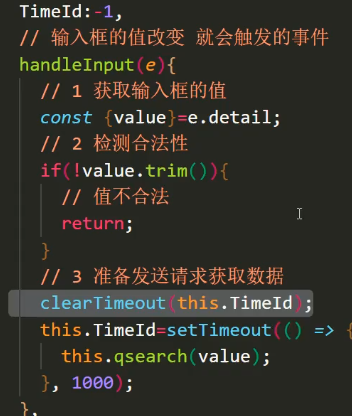 TimeId:-1,
// 输入框的值改变 就会触发的事件
handleInput(e){
// 1 获取输入框的值
const {value}=e.detail;
// 2 检测合法性
if(!value.trim()){
// 值不合法
return;
}
// 3 准备发送请求获取数据
clearTimeout(this.TimeId);
this.TimeId=setTimeout(() => {
this.qsearch(value);
}, 1000);
},